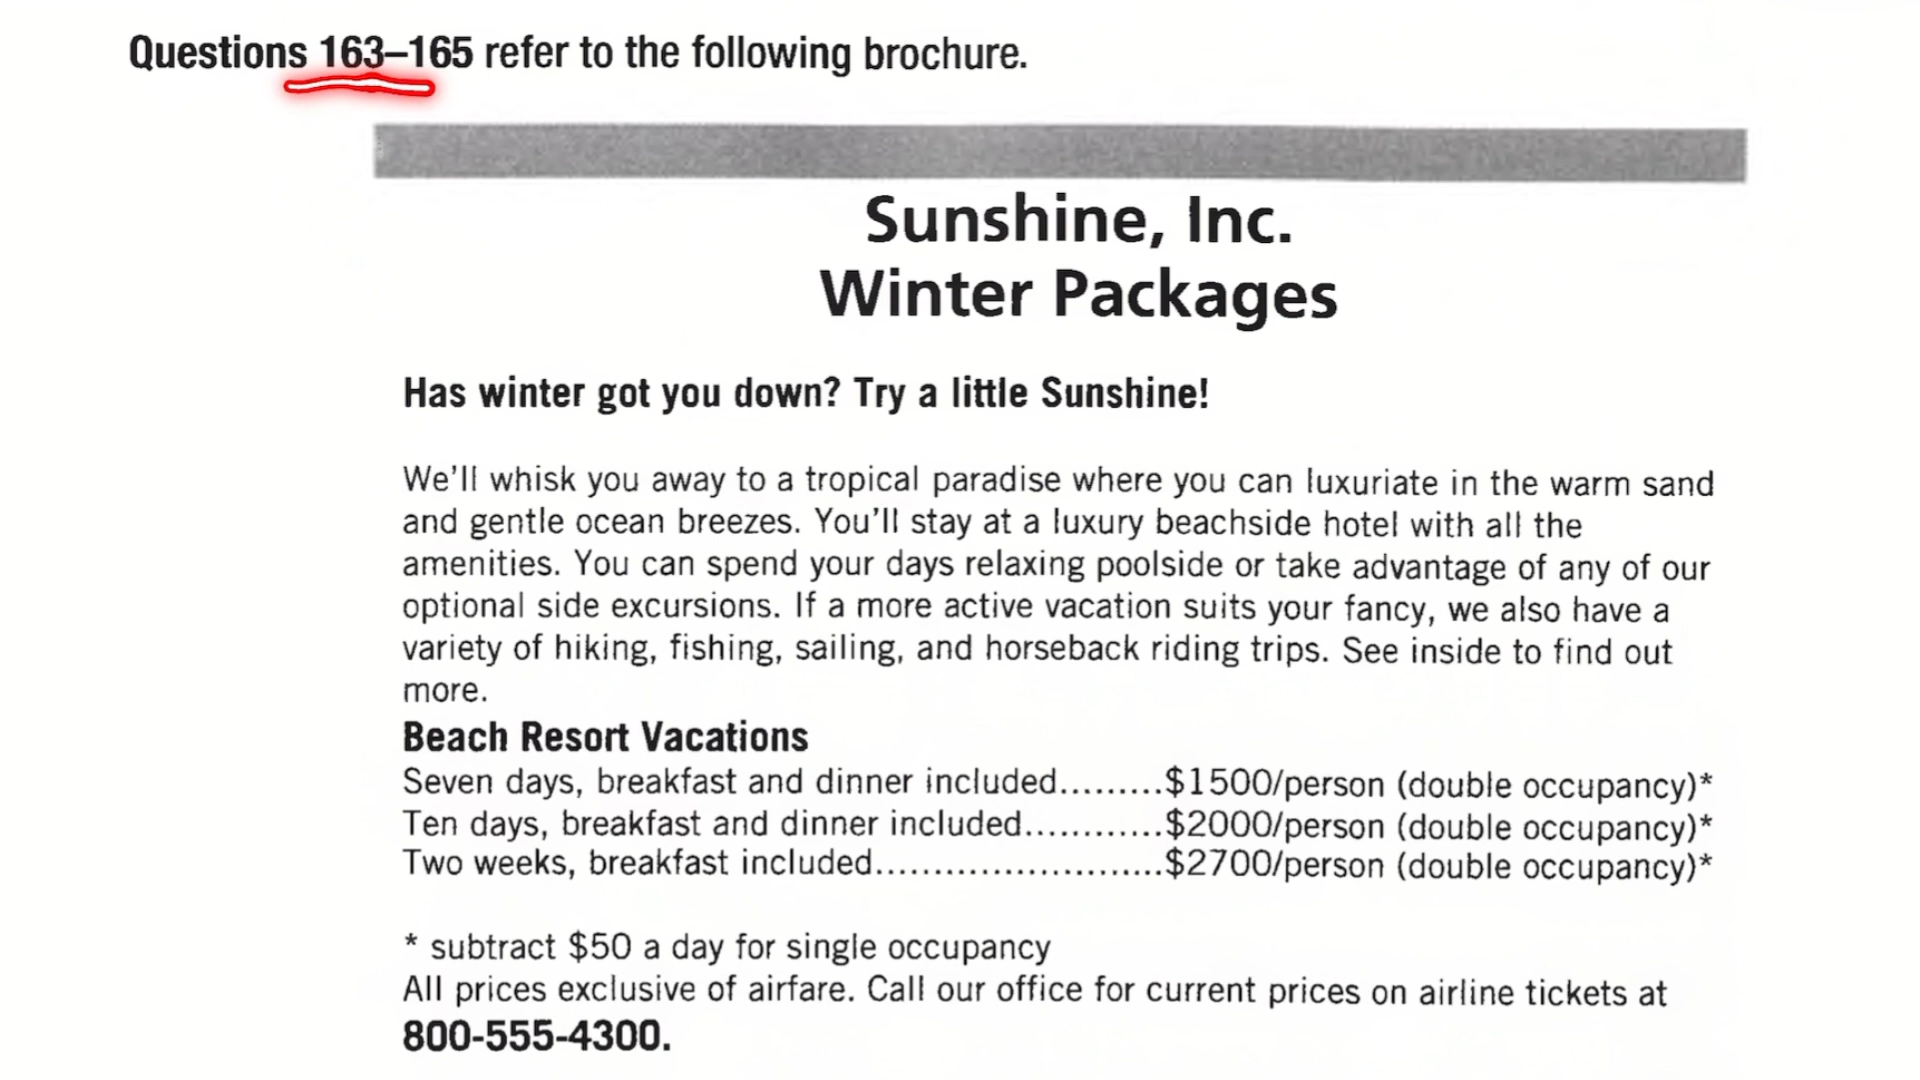 Questions 163–165 refer to the following brochure.
Sunshine, Inc.
Winter Packages
Has winter got you down? Try a little Sunshine!
We'll whisk you away to a tropical paradise where you can luxuriate in the warm sand
and gentle ocean breezes. You'll stay at a luxury beachside hotel with all the
amenities. You can spend your days relaxing poolside or take advantage of any of our
optional side excursions. If a more active vacation suits your fancy, we also have a
variety of hiking, fishing, sailing, and horseback riding trips. See inside to find out
more.
Beach Resort Vacations
Seven days, breakfast and dinner included.........$1500/person (double occupancy)*
Ten days, breakfast and dinner included............$2000/person (double occupancy)*
Two weeks, breakfast included.........................$2700/person (double occupancy)*
* subtract $50 a day for single occupancy
All prices exclusive of airfare. Call our office for current prices on airline tickets at
800-555-4300.